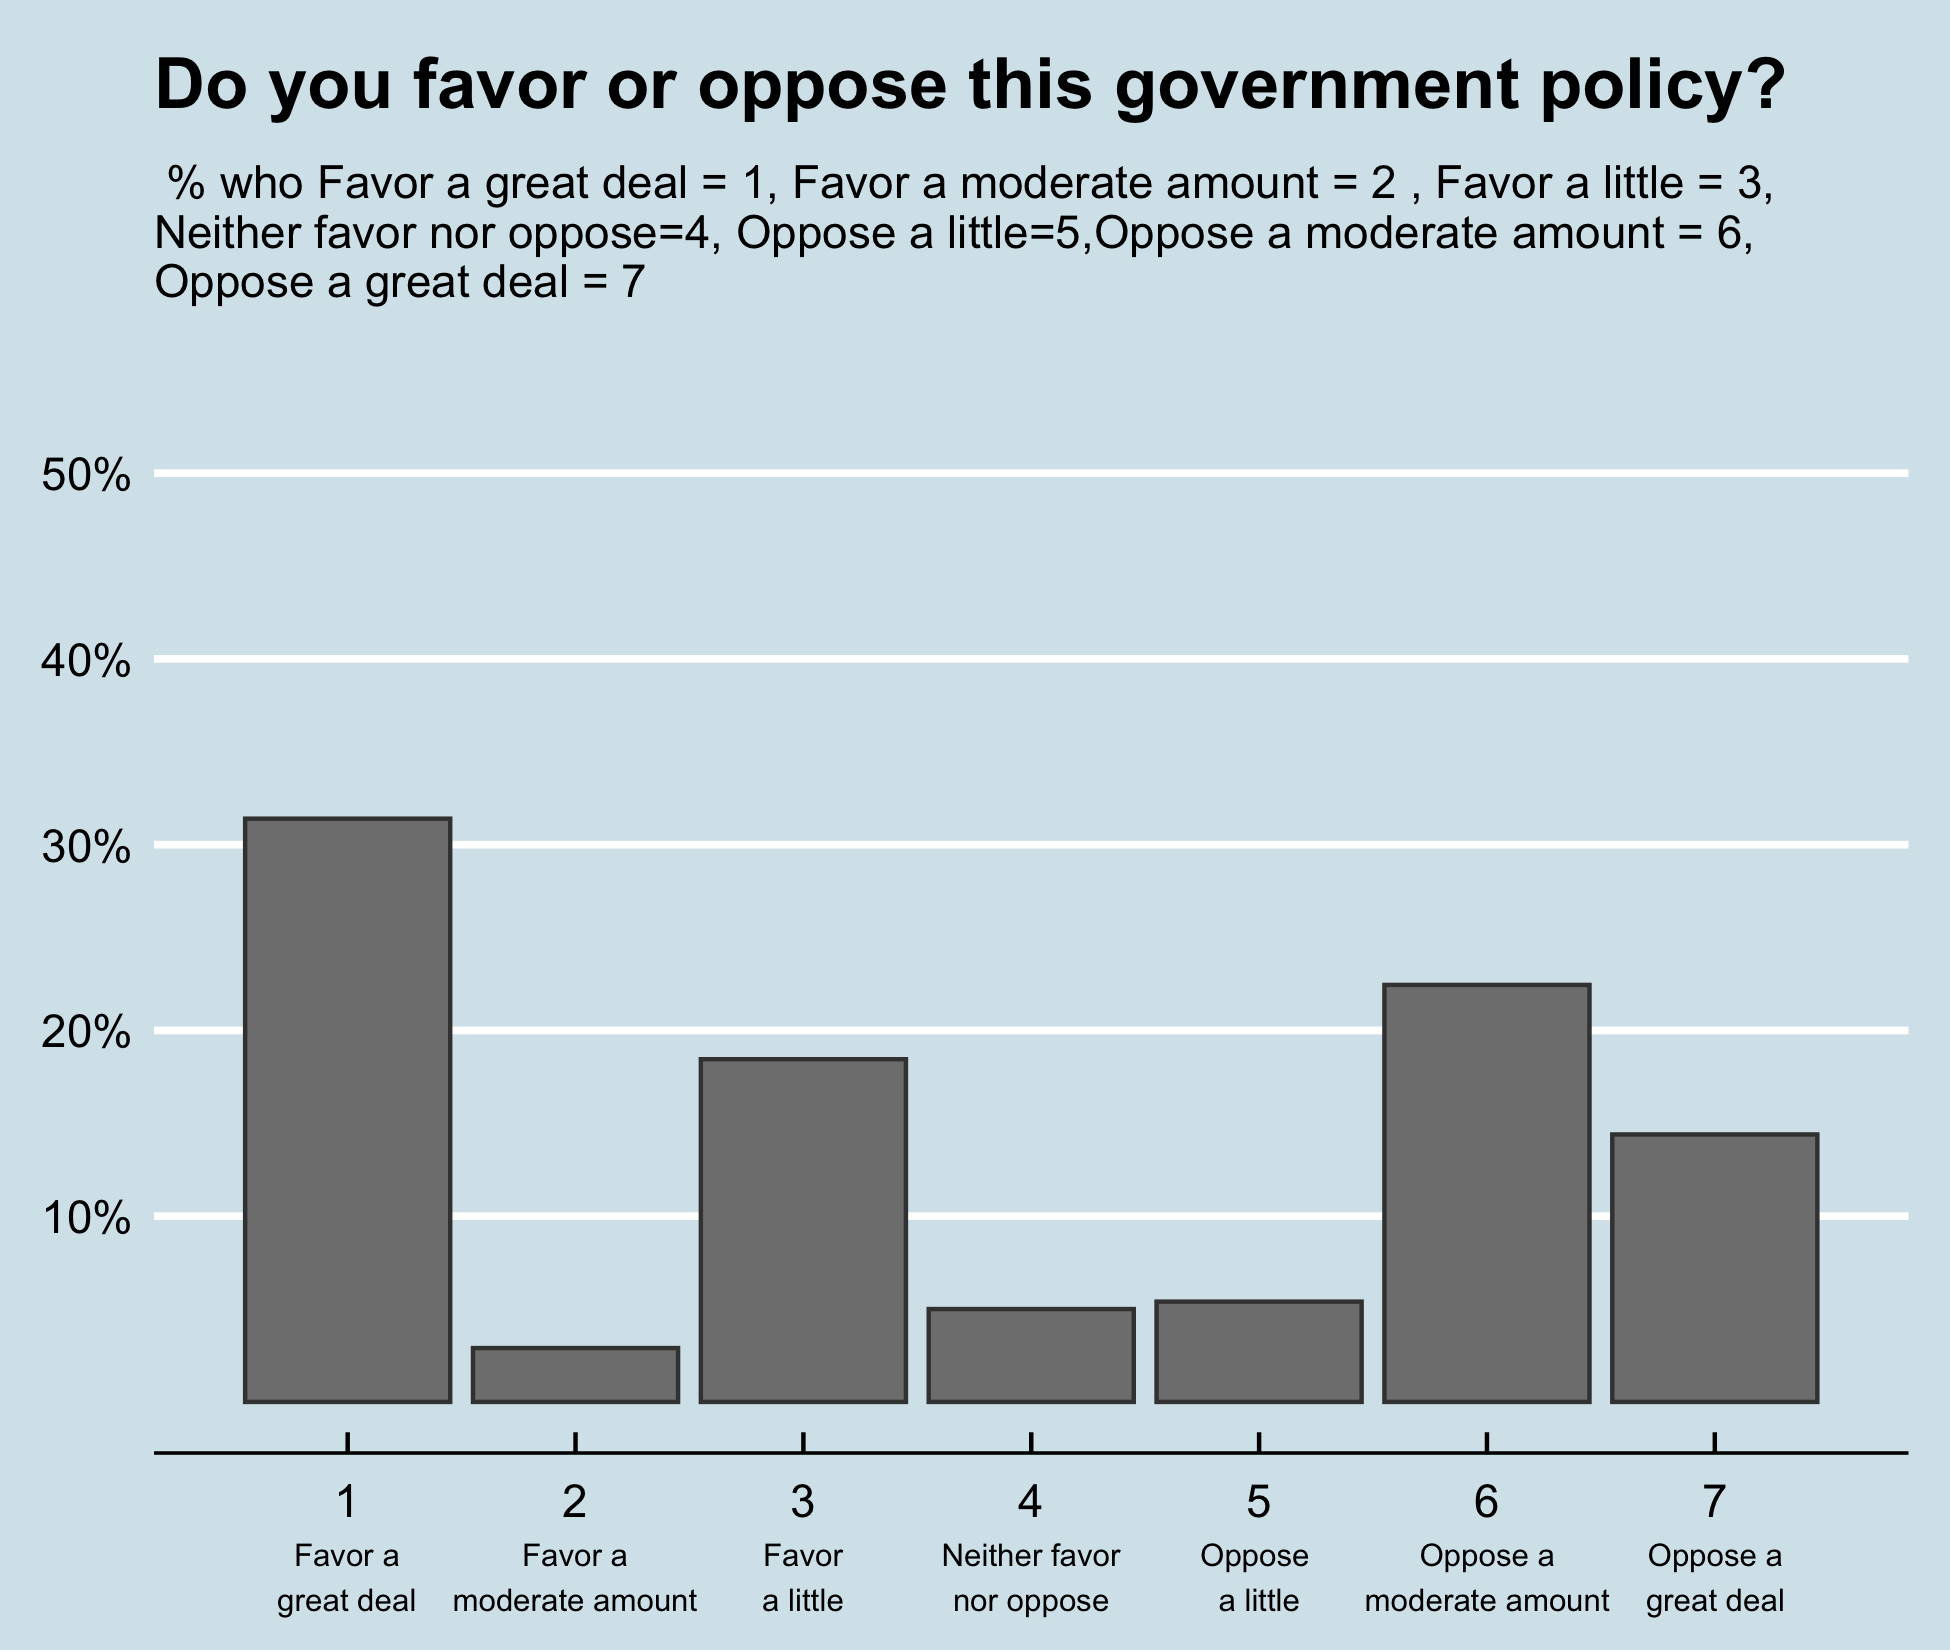 Do you favor or oppose this government policy?
% who Favor a great deal = 1, Favor a moderate amount = 2 , Favor a little = 3,
Neither favor nor oppose=4, Oppose a little=5,Oppose a moderate amount = 6,
Oppose a great deal = 7
50%
40%
30%
20%
10%
1 2 3 4 5 6 7
Favor a Favor a Favor Neither favor Oppose Oppose a Oppose a
great deal moderate amount a little nor oppose a little moderate amount great deal